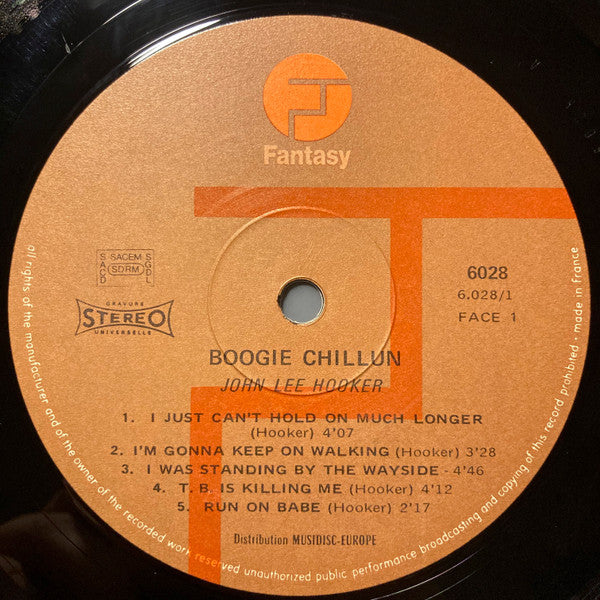 Fantasy
SACEM
SACD
SDRM
SGDL
GRAVURE
STEREO
UNIVERSELLE
6028
6.028/1
FACE 1
BOOGIE CHILLUN
JOHN LEE HOOKER
1. I JUST CAN'T HOLD ON MUCH LONGER
(Hooker) 4'07
2. I'M GONNA KEEP ON WALKING (Hooker) 3'28
3. I WAS STANDING BY THE WAYSIDE - 4'46
4. T. B. IS KILLING ME (Hooker) 4'12
5. RUN ON BABE (Hooker) 2'17
Distribution MUSIDISC-EUROPE
all rights of the manufacturer and of the owner of the recorded work reserved unauthorized public performance broadcasting and copying of this record prohibited - made in france